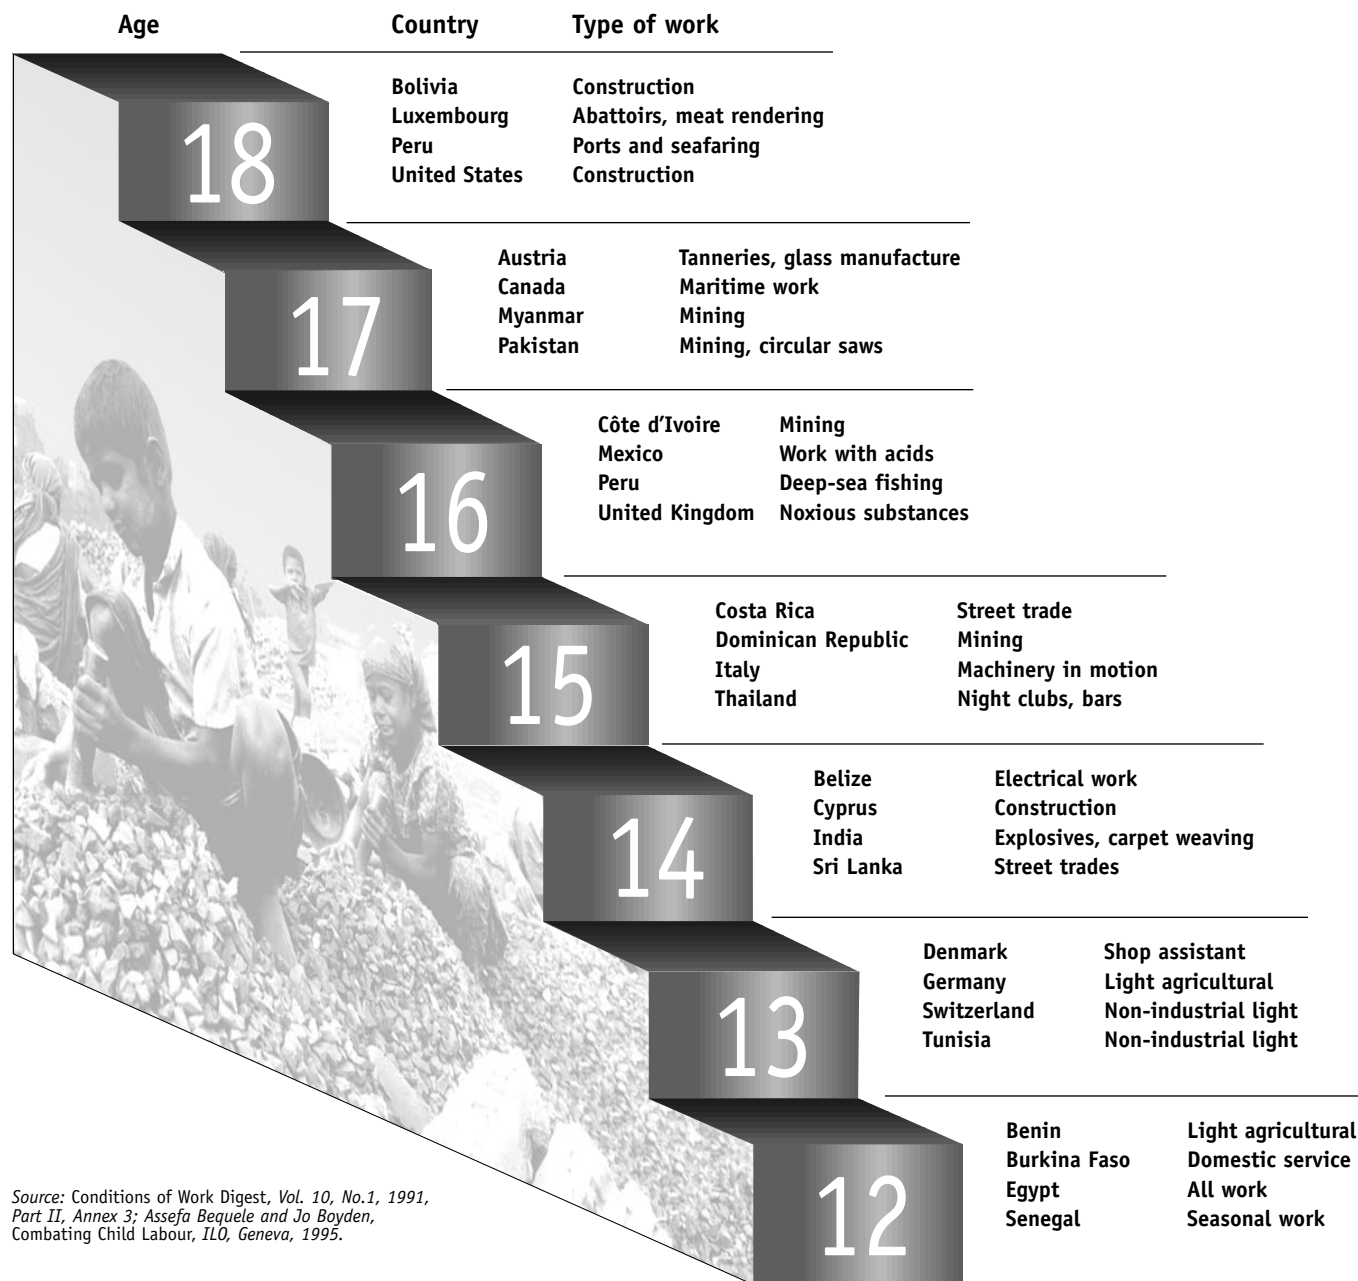 Age Country Type of work
18
Bolivia Construction
Luxembourg Abattoirs, meat rendering
Peru Ports and seafaring
United States Construction
17
Austria Tanneries, glass manufacture
Canada Maritime work
Myanmar Mining
Pakistan Mining, circular saws
16
Côte d'Ivoire Mining
Mexico Work with acids
Peru Deep-sea fishing
United Kingdom Noxious substances
15
Costa Rica Street trade
Dominican Republic Mining
Italy Machinery in motion
Thailand Night clubs, bars
14
Belize Electrical work
Cyprus Construction
India Explosives, carpet weaving
Sri Lanka Street trades
13
Denmark Shop assistant
Germany Light agricultural
Switzerland Non-industrial light
Tunisia Non-industrial light
12
Benin Light agricultural
Burkina Faso Domestic service
Egypt All work
Senegal Seasonal work
Source: Conditions of Work Digest, Vol. 10, No.1, 1991,
Part II, Annex 3; Assefa Bequele and Jo Boyden,
Combating Child Labour, ILO, Geneva, 1995.